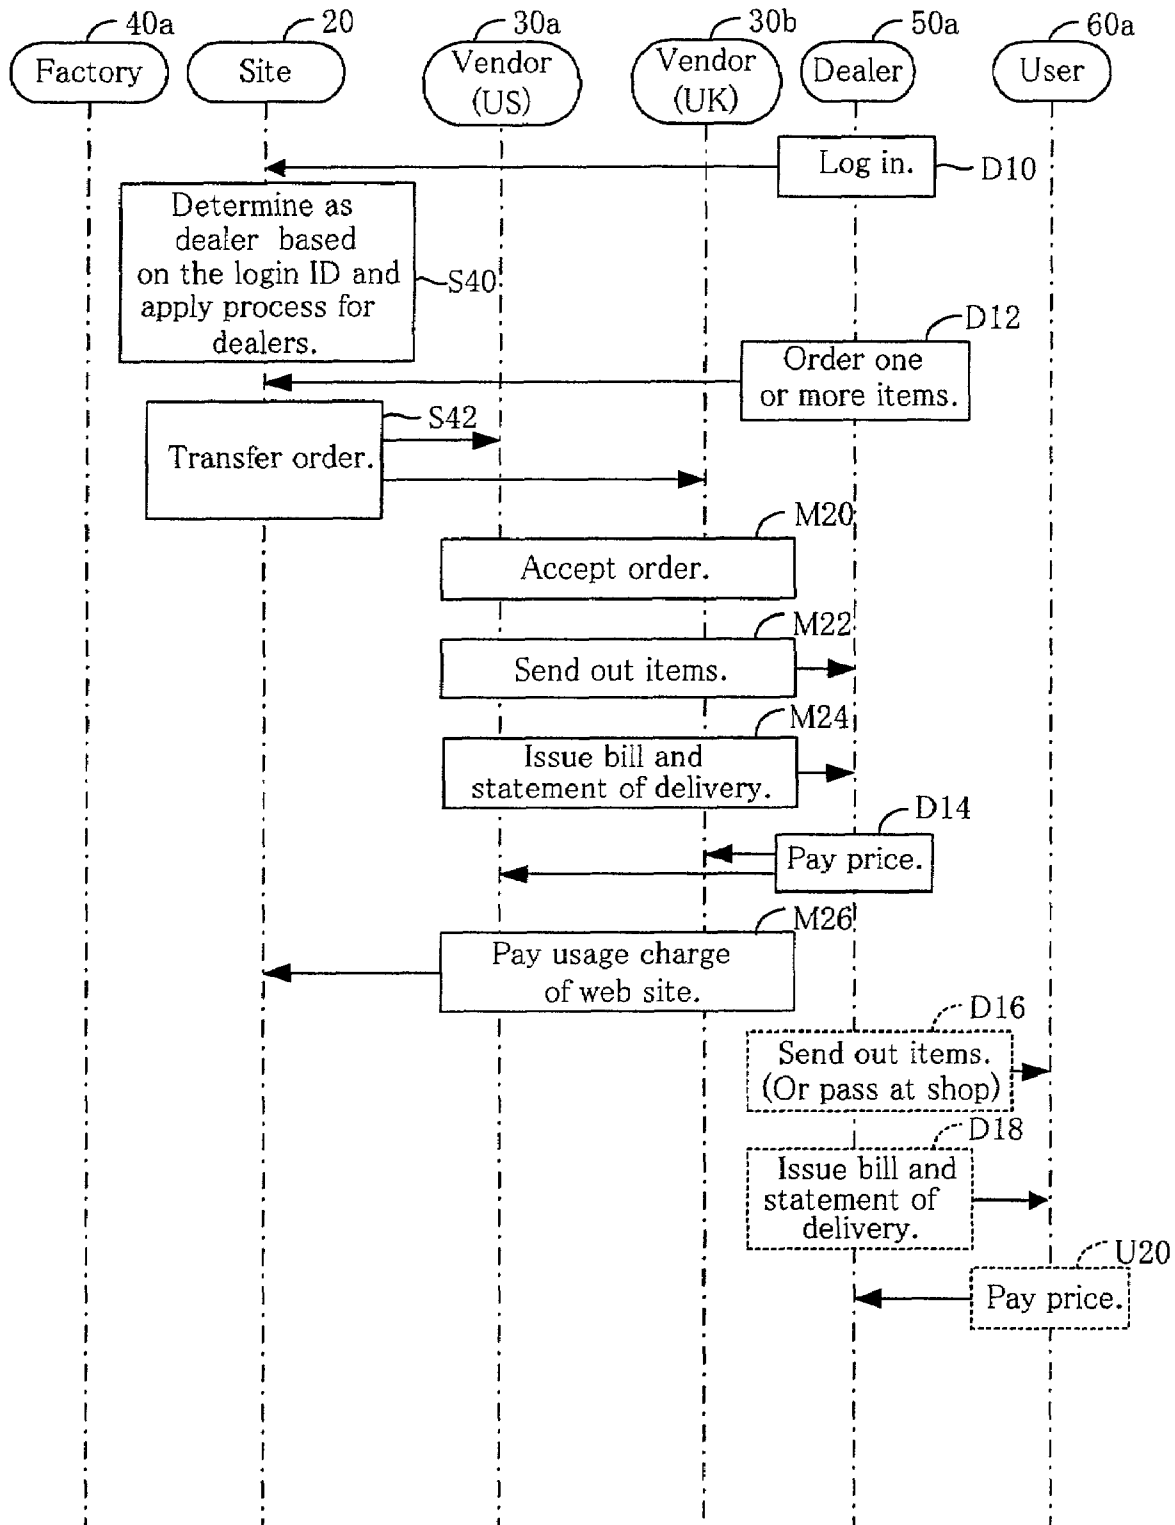 40a
20
30a
30b
50a
60a
Factory
Site
Vendor
(US)
Vendor
(UK)
Dealer
User
Log in.
D10
Determine as
dealer based
on the login ID and
apply process for
dealers.
S40
D12
Order one
or more items.
S42
Transfer order.
M20
Accept order.
M22
Send out items.
M24
Issue bill and
statement of delivery.
D14
Pay price.
M26
Pay usage charge
of web site.
D16
Send out items.
(Or pass at shop)
D18
Issue bill and
statement of
delivery.
U20
Pay price.